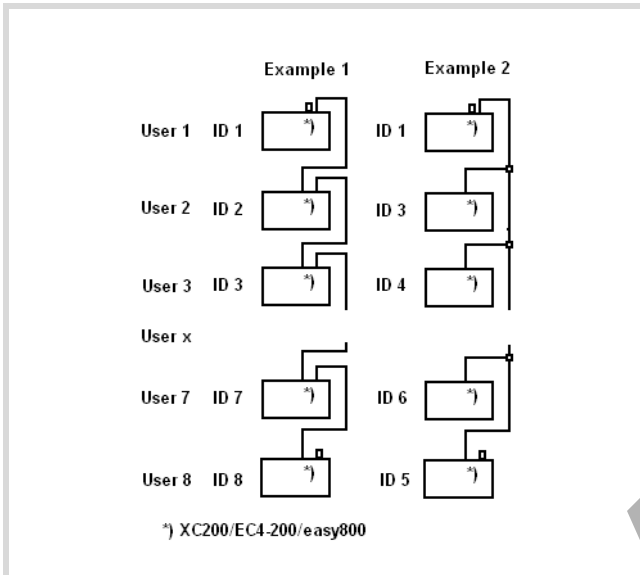 Example 1 Example 2
User 1 ID 1 *) ID 1 *)
User 2 ID 2 *) ID 3 *)
User 3 ID 3 *) ID 4 *)
User x
User 7 ID 7 *) ID 6 *)
User 8 ID 8 *) ID 5 *)
*) XC200/EC4-200/easy800